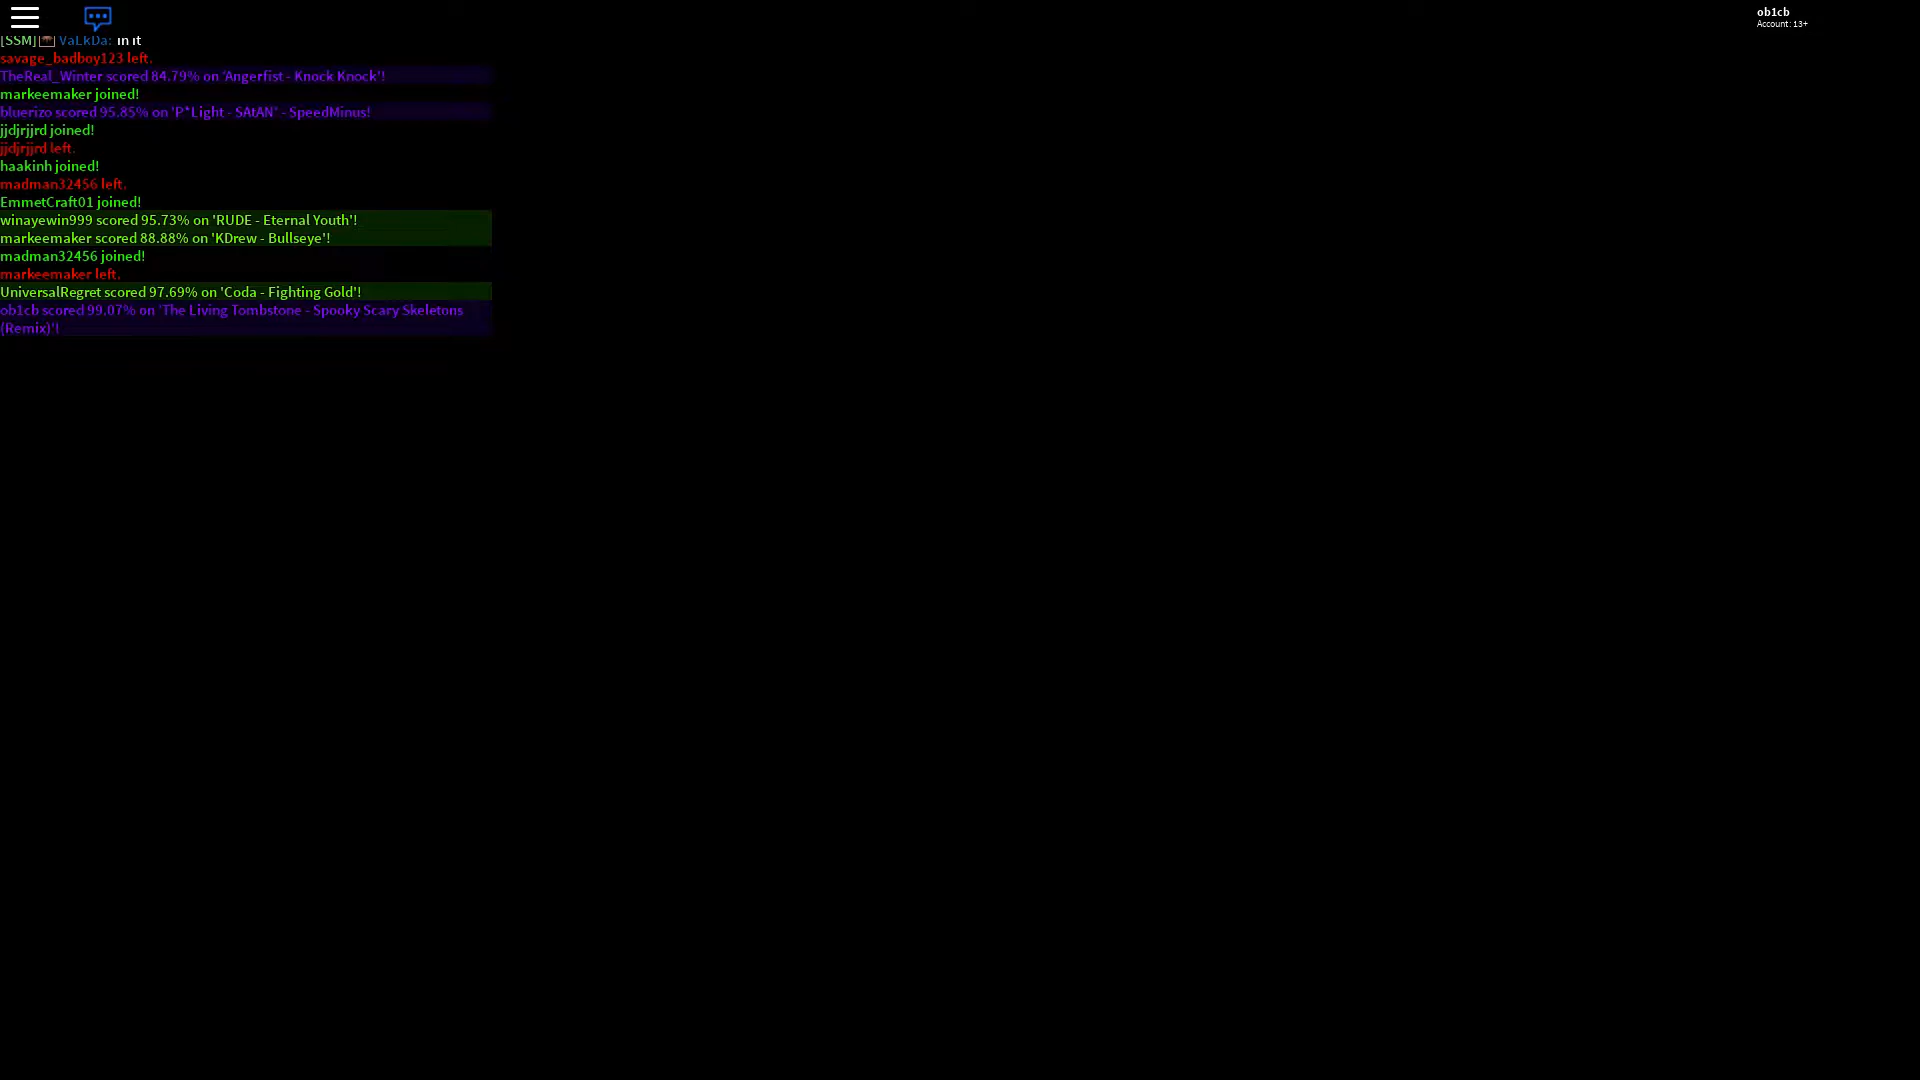 ob1cb
Account: 13+
[SSM] VaLkDa: in it
savage_badboy123 left.
TheReal_Winter scored 84.79% on 'Angerfist - Knock Knock'!
markeemaker joined!
bluerizo scored 95.85% on 'P*Light - SAtAN' - SpeedMinus!
jjdjrjjrd joined!
jjdjrjjrd left.
haakinh joined!
madman32456 left.
EmmetCraft01 joined!
winayewin999 scored 95.73% on 'RUDE - Eternal Youth'!
markeemaker scored 88.88% on 'KDrew - Bullseye'!
madman32456 joined!
markeemaker left.
UniversalRegret scored 97.69% on 'Coda - Fighting Gold'!
ob1cb scored 99.07% on 'The Living Tombstone - Spooky Scary Skeletons
(Remix)'!